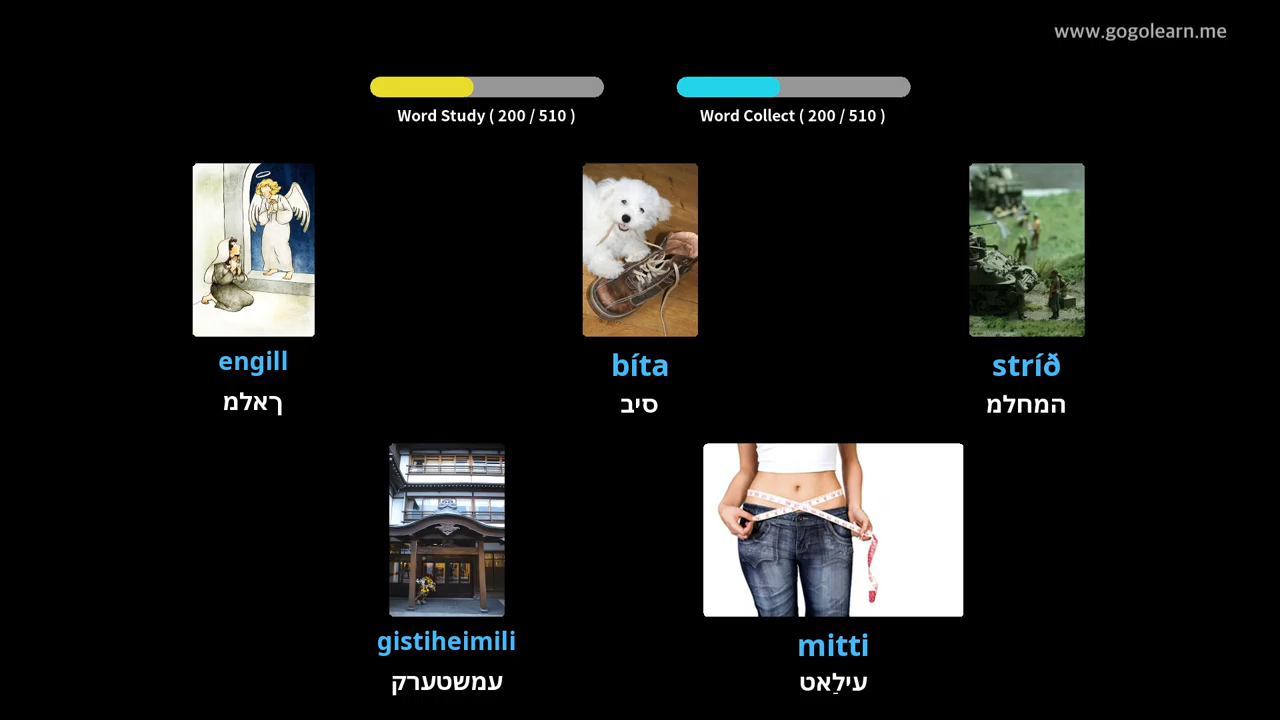 www.gogolearn.me
Word Study ( 200 / 510 )
Word Collect ( 200 / 510 )
engill
ךאלמ
bíta
סיב
stríð
המחלמ
gistiheimili
עמשטערק
mitti
עילַאט